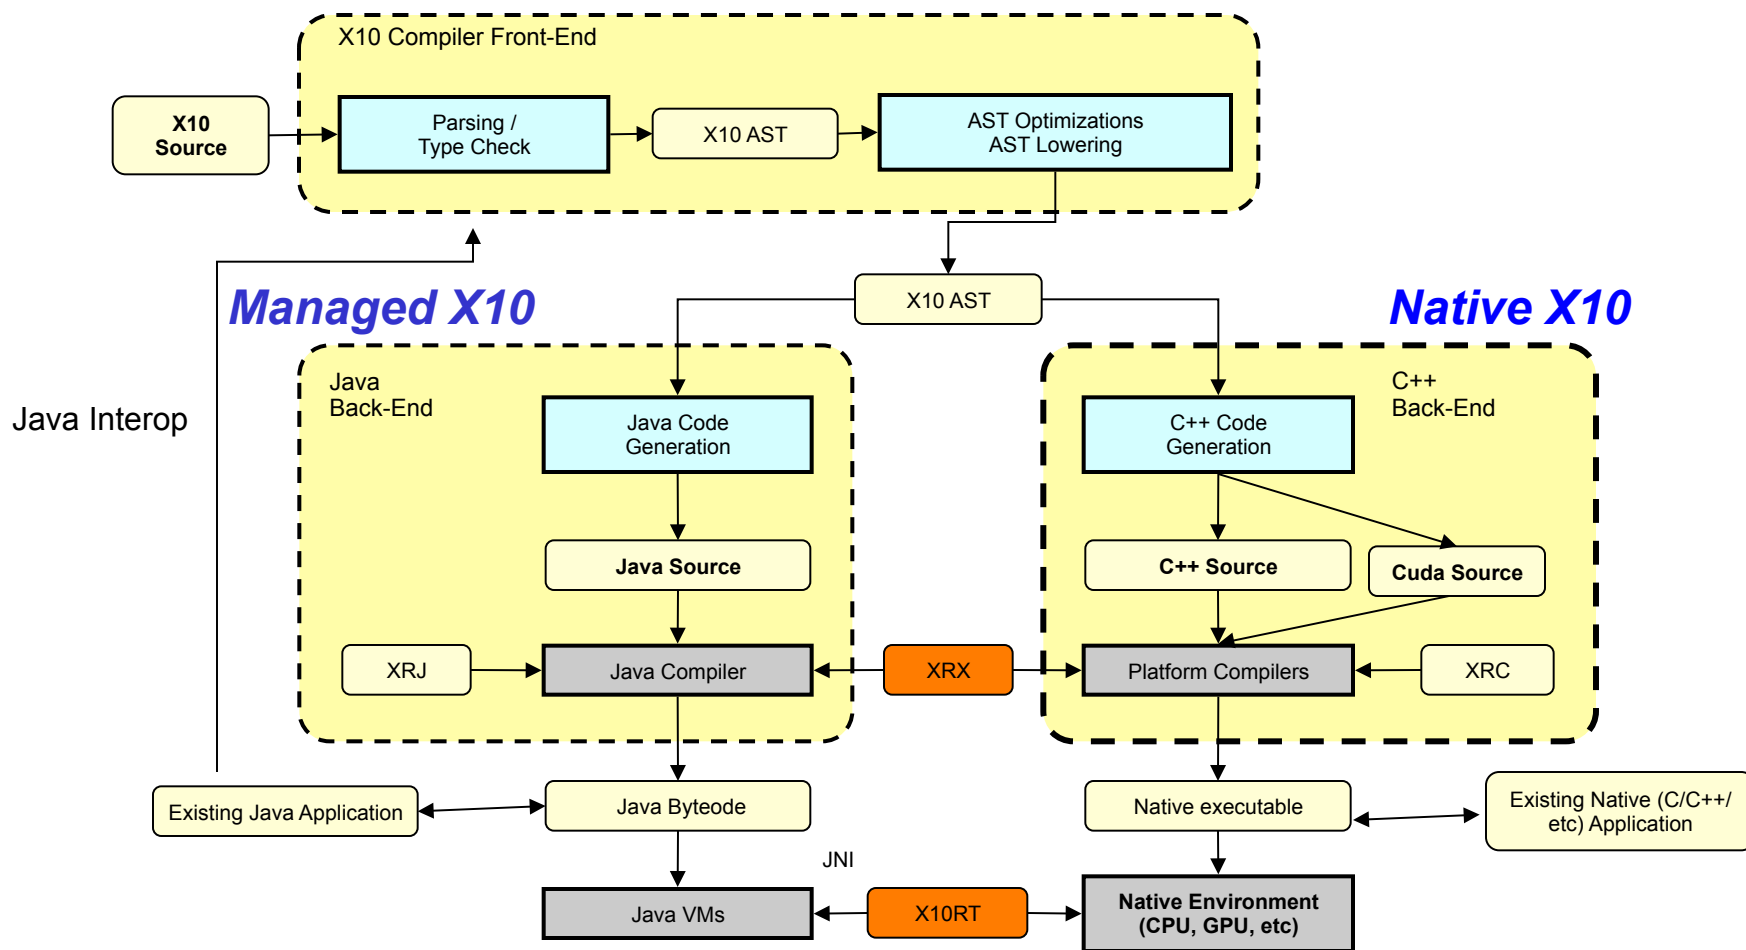 X10 Compiler Front-End
X10
Source
Parsing /
Type Check
X10 AST
AST Optimizations
AST Lowering
X10 AST
Managed X10
Native X10
Java Interop
Java
Back-End
Java Code
Generation
C++ Code
Generation
C++
Back-End
Java Source
C++ Source
Cuda Source
XRJ
Java Compiler
XRX
Platform Compilers
XRC
Existing Java Application
Java Byteode
Native executable
Existing Native (C/C++/
etc) Application
JNI
Java VMs
X10RT
Native Environment
(CPU, GPU, etc)